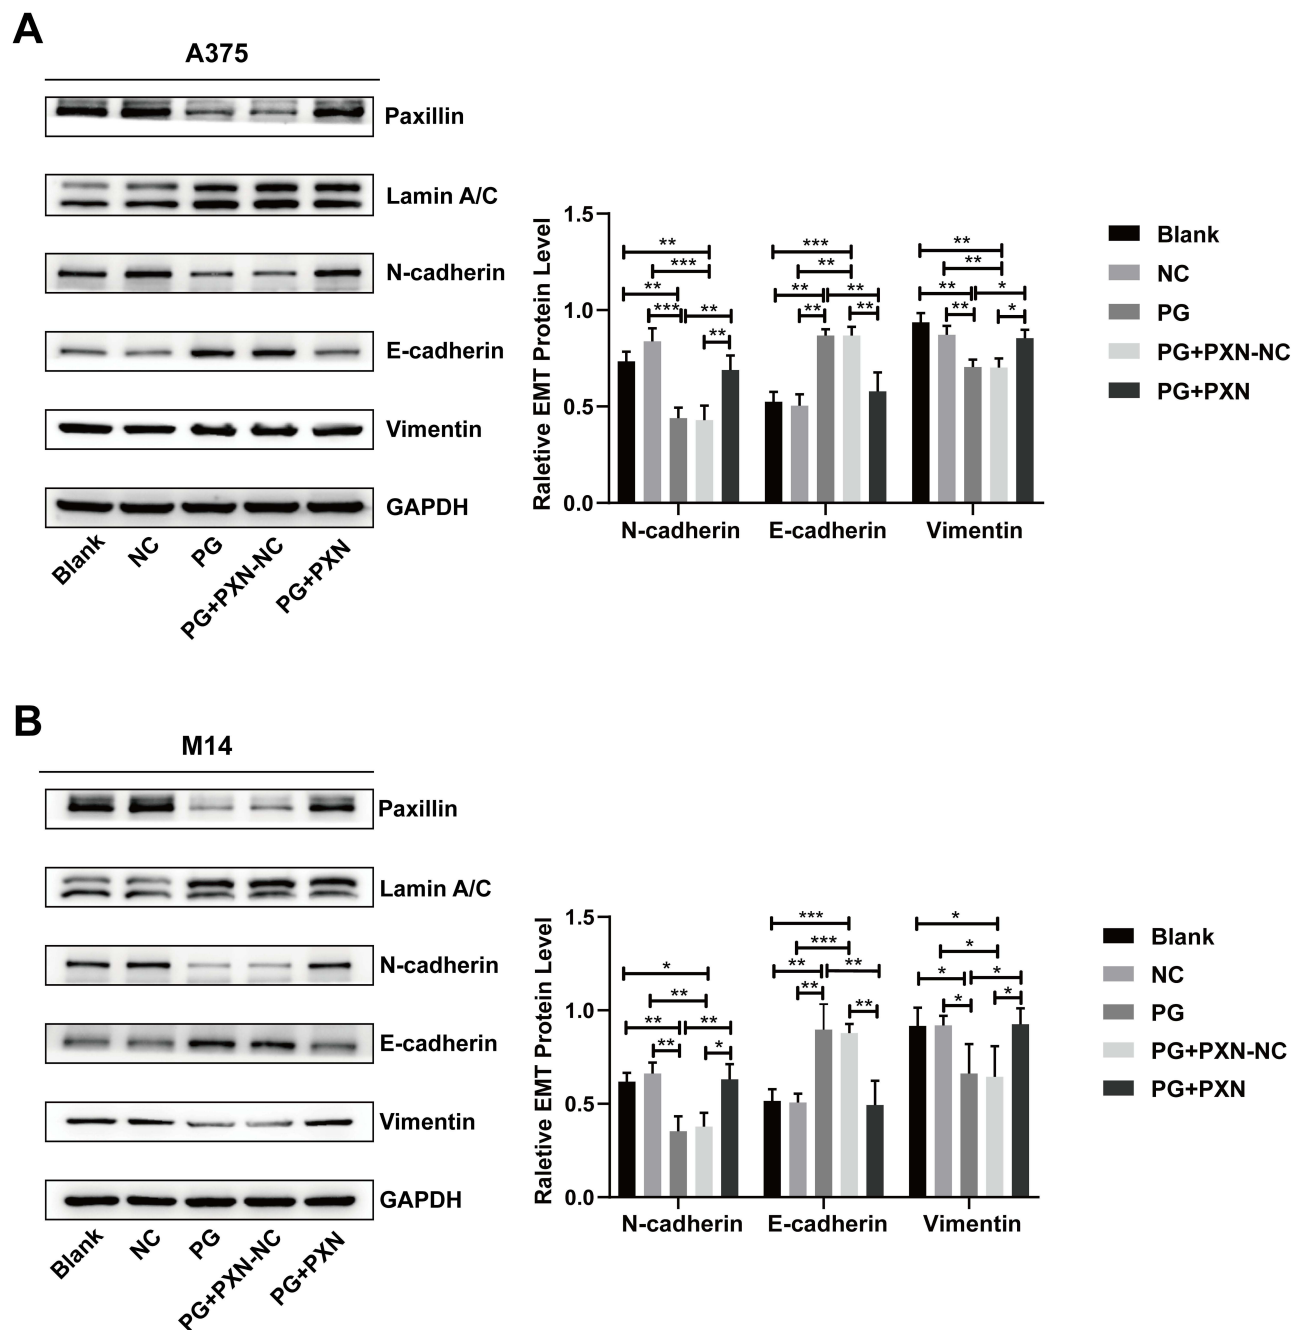 A
A375
Paxillin
Lamin A/C
N-cadherin
E-cadherin
Vimentin
GAPDH
Blank
NC
PG
PG+PXN-NC
PG+PXN
Raletive EMT Protein Level
1.5
1.0
0.5
0.0
** *** ** *** ** **
*** ** ** ** ** **
** ** ** * ** *
N-cadherin
E-cadherin
Vimentin
Blank
NC
PG
PG+PXN-NC
PG+PXN
B
M14
Paxillin
Lamin A/C
N-cadherin
E-cadherin
Vimentin
GAPDH
Blank
NC
PG
PG+PXN-NC
PG+PXN
Raletive EMT Protein Level
1.5
1.0
0.5
0.0
* ** ** ** ** *
*** *** ** ** ** **
* * * * * *
N-cadherin
E-cadherin
Vimentin
Blank
NC
PG
PG+PXN-NC
PG+PXN